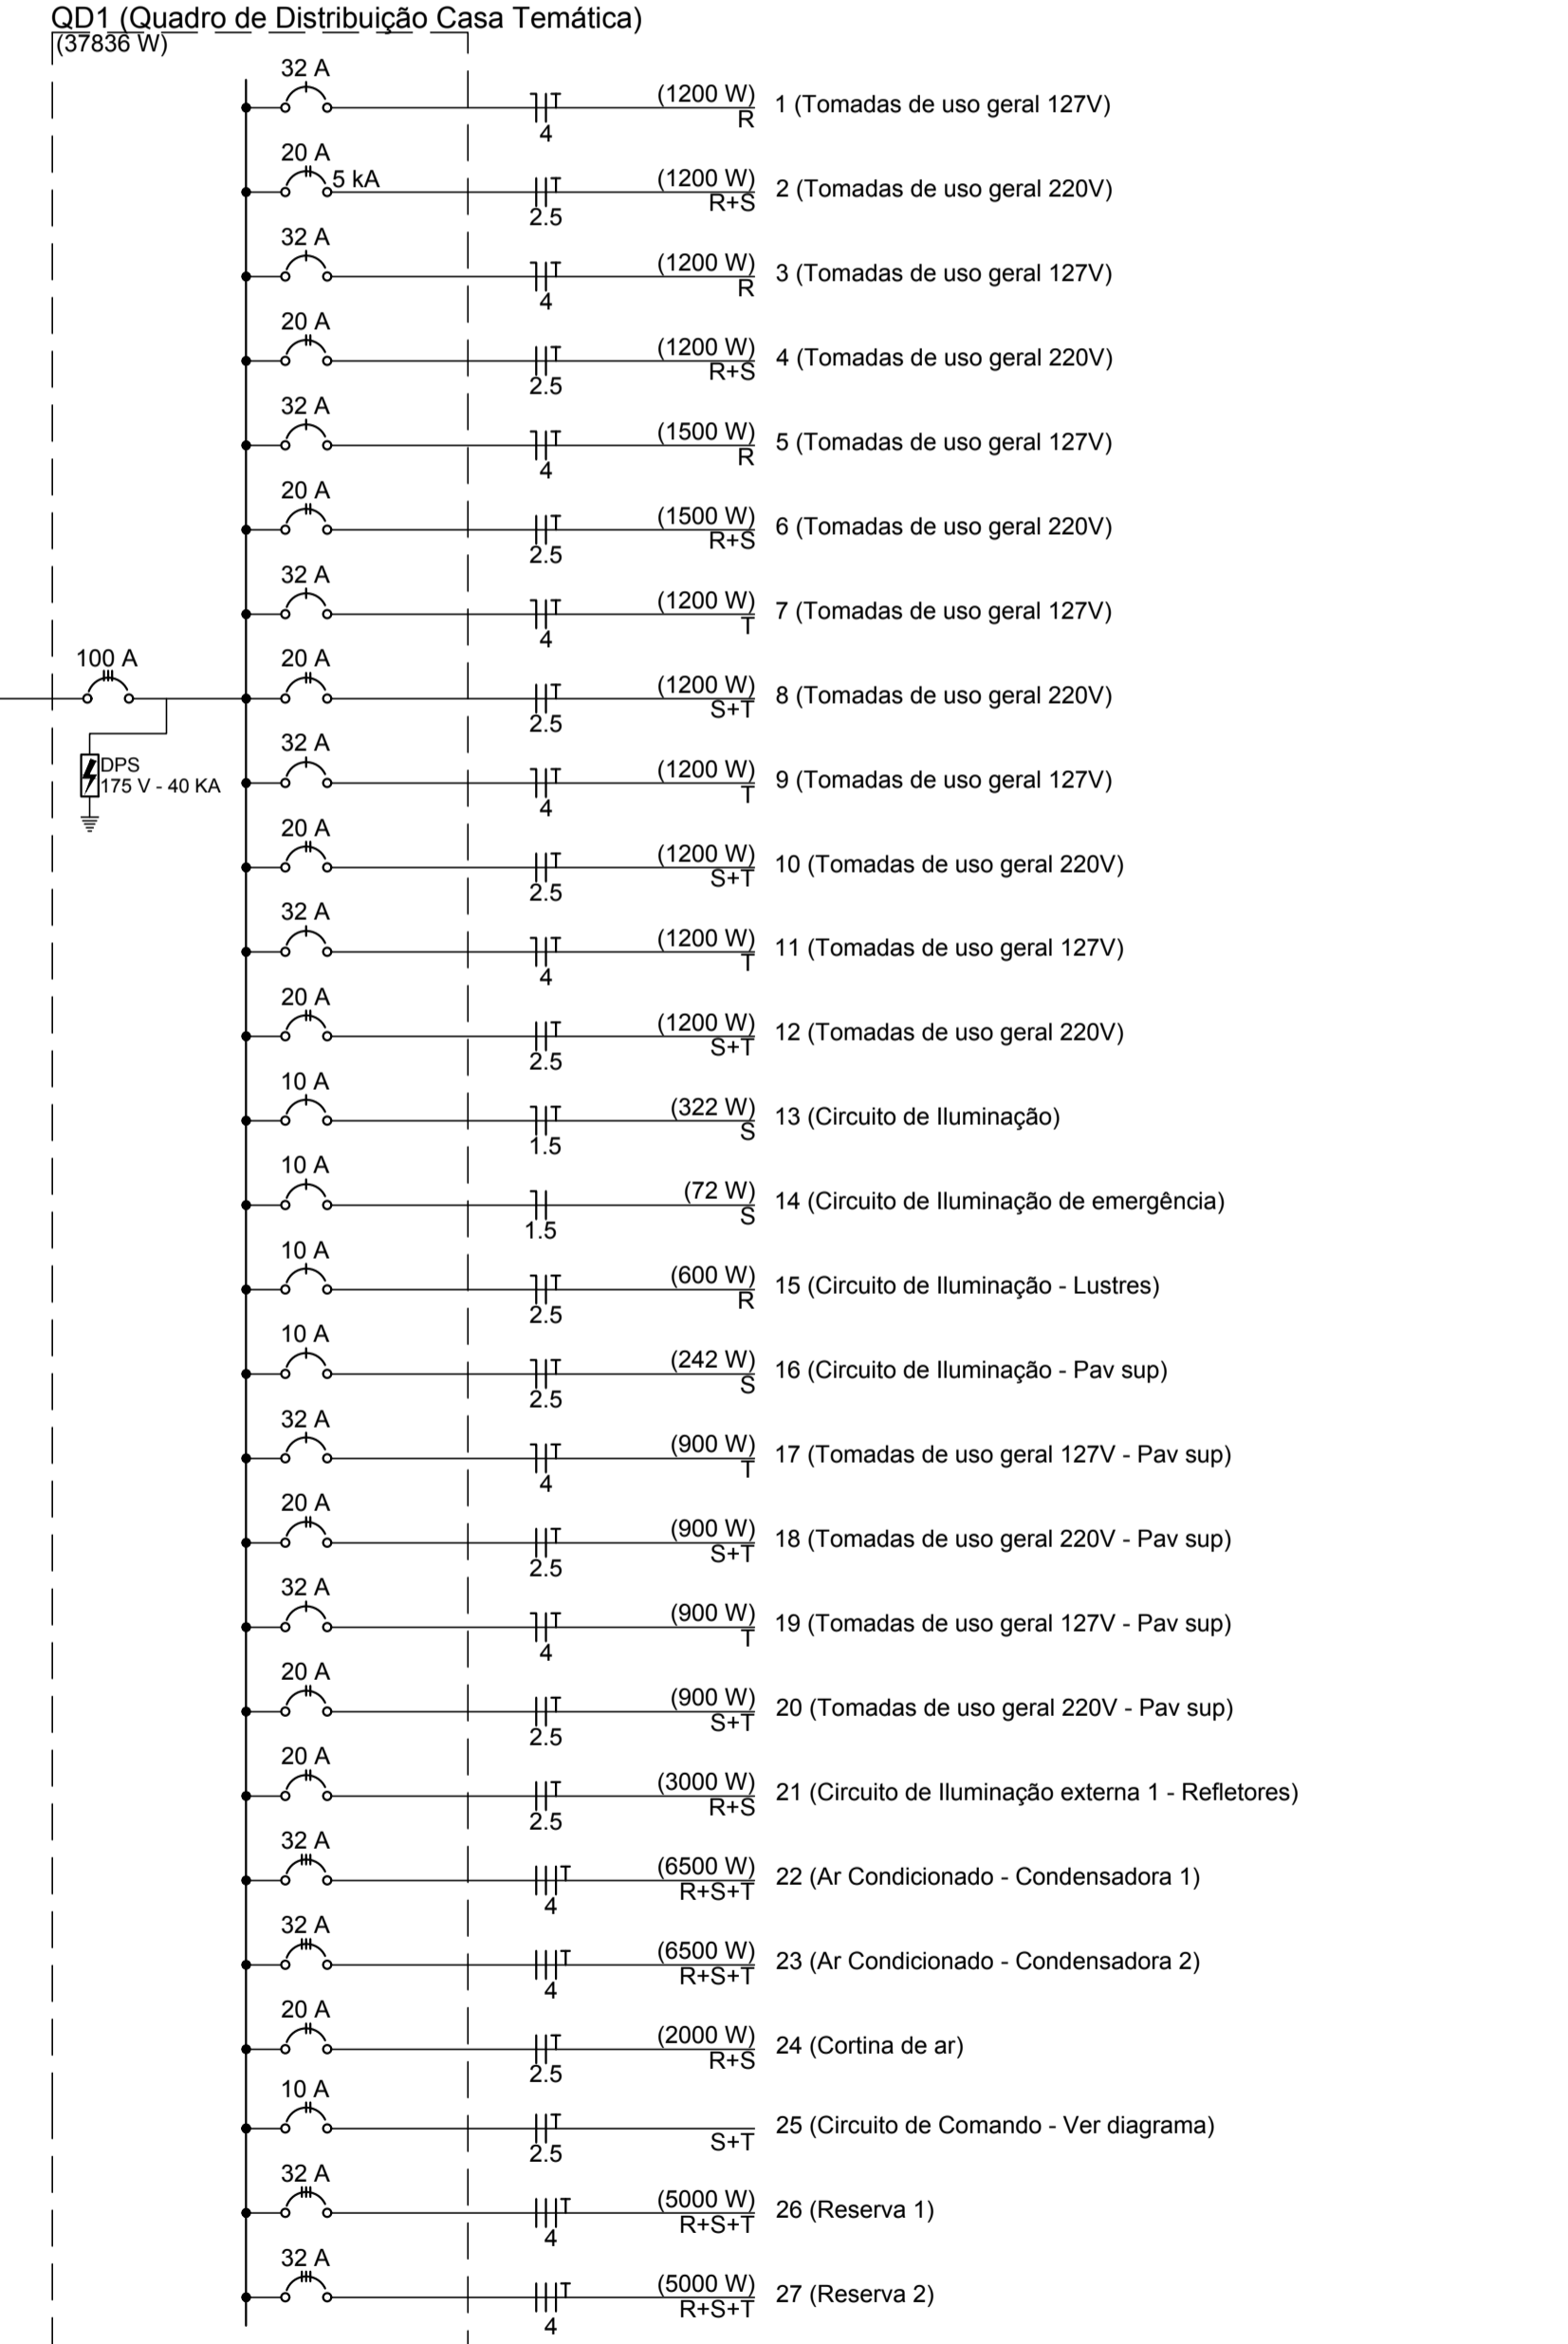 QD1 (Quadro de Distribuição Casa Temática)
(37836 W)
32 A
(1200 W) 1 (Tomadas de uso geral 127V)
4 R
20 A
5 kA (1200 W) 2 (Tomadas de uso geral 220V)
2.5 R+S
32 A
(1200 W) 3 (Tomadas de uso geral 127V)
4 R
20 A
(1200 W) 4 (Tomadas de uso geral 220V)
2.5 R+S
32 A
(1500 W) 5 (Tomadas de uso geral 127V)
4 R
20 A
(1500 W) 6 (Tomadas de uso geral 220V)
2.5 R+S
32 A
(1200 W) 7 (Tomadas de uso geral 127V)
4 T
100 A
20 A
(1200 W) 8 (Tomadas de uso geral 220V)
2.5 S+T
DPS
175 V - 40 KA
32 A
(1200 W) 9 (Tomadas de uso geral 127V)
4 T
20 A
(1200 W) 10 (Tomadas de uso geral 220V)
2.5 S+T
32 A
(1200 W) 11 (Tomadas de uso geral 127V)
4 T
20 A
(1200 W) 12 (Tomadas de uso geral 220V)
2.5 S+T
10 A
(322 W) 13 (Circuito de Iluminação)
1.5 S
10 A
(72 W) 14 (Circuito de Iluminação de emergência)
1.5 S
10 A
(600 W) 15 (Circuito de Iluminação - Lustres)
2.5 R
10 A
(242 W) 16 (Circuito de Iluminação - Pav sup)
2.5 S
32 A
(900 W) 17 (Tomadas de uso geral 127V - Pav sup)
4 T
20 A
(900 W) 18 (Tomadas de uso geral 220V - Pav sup)
2.5 S+T
32 A
(900 W) 19 (Tomadas de uso geral 127V - Pav sup)
4 T
20 A
(900 W) 20 (Tomadas de uso geral 220V - Pav sup)
2.5 S+T
20 A
(3000 W) 21 (Circuito de Iluminação externa 1 - Refletores)
2.5 R+S
32 A
(6500 W) 22 (Ar Condicionado - Condensadora 1)
4 R+S+T
32 A
(6500 W) 23 (Ar Condicionado - Condensadora 2)
4 R+S+T
20 A
(2000 W) 24 (Cortina de ar)
2.5 R+S
10 A
25 (Circuito de Comando - Ver diagrama)
2.5 S+T
32 A
(5000 W) 26 (Reserva 1)
4 R+S+T
32 A
(5000 W) 27 (Reserva 2)
4 R+S+T